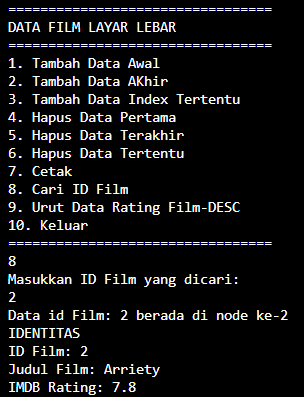 =================================
DATA FILM LAYAR LEBAR
=================================
1. Tambah Data Awal
2. Tambah Data AKhir
3. Tambah Data Index Tertentu
4. Hapus Data Pertama
5. Hapus Data Terakhir
6. Hapus Data Tertentu
7. Cetak
8. Cari ID Film
9. Urut Data Rating Film-DESC
10. Keluar
=================================
8
Masukkan ID Film yang dicari:
2
Data id Film: 2 berada di node ke-2
IDENTITAS
ID Film: 2
Judul Film: Arriety
IMDB Rating: 7.8